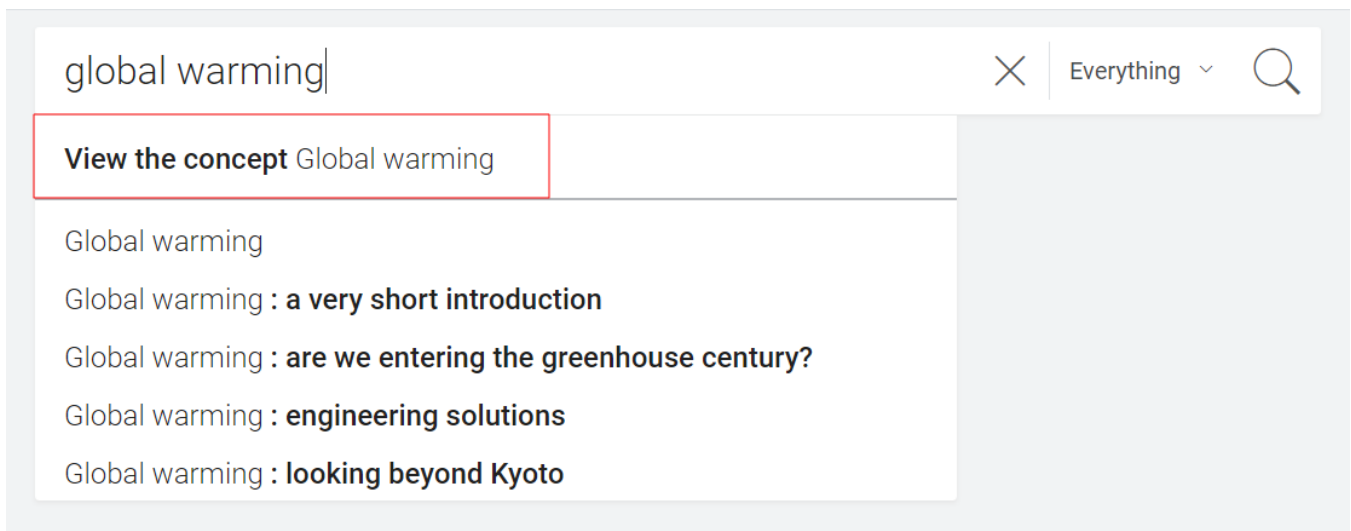 global warming Everything
View the concept Global warming
Global warming
Global warming : a very short introduction
Global warming : are we entering the greenhouse century?
Global warming : engineering solutions
Global warming : looking beyond Kyoto